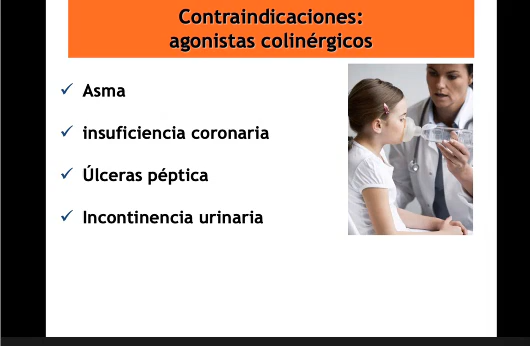 Contraindicaciones:
agonistas colinérgicos
Asma
insuficiencia coronaria
Úlceras péptica
Incontinencia urinaria